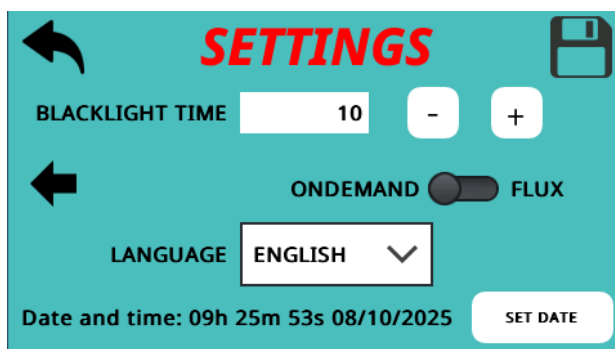 SETTINGS
BLACKLIGHT TIME 10 - +
ONDEMAND FLUX
LANGUAGE ENGLISH
Date and time: 09h 25m 53s 08/10/2025 SET DATE